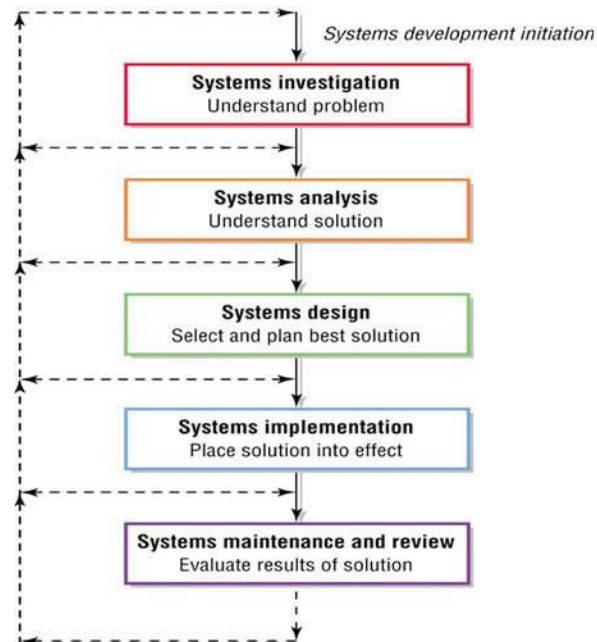 Systems development initiation
Systems investigation
Understand problem
Systems analysis
Understand solution
Systems design
Select and plan best solution
Systems implementation
Place solution into effect
Systems maintenance and review
Evaluate results of solution